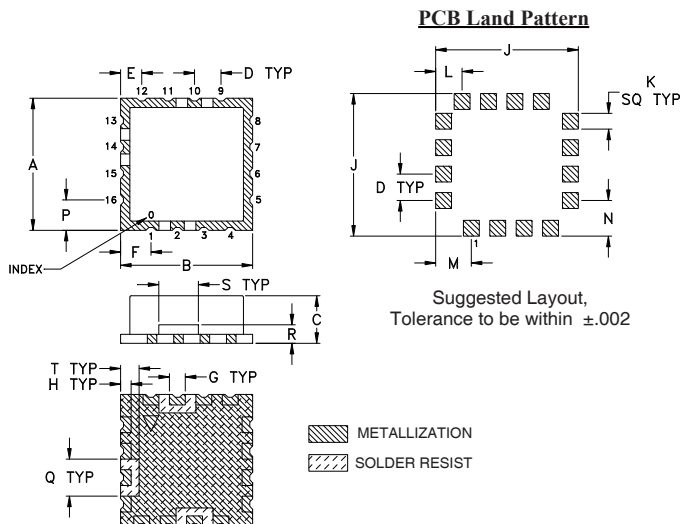 PCB Land Pattern
E
D TYP
12 11 10 9
13
14
15
16
8
7
6
5
A
P
0
1 2 3 4
F
INDEX
B
J
L
K
SQ TYP
J
D TYP
N
1
M
Suggested Layout,
Tolerance to be within ±.002
S TYP
C
R
T TYP
H TYP
G TYP
Q TYP
METALLIZATION
SOLDER RESIST